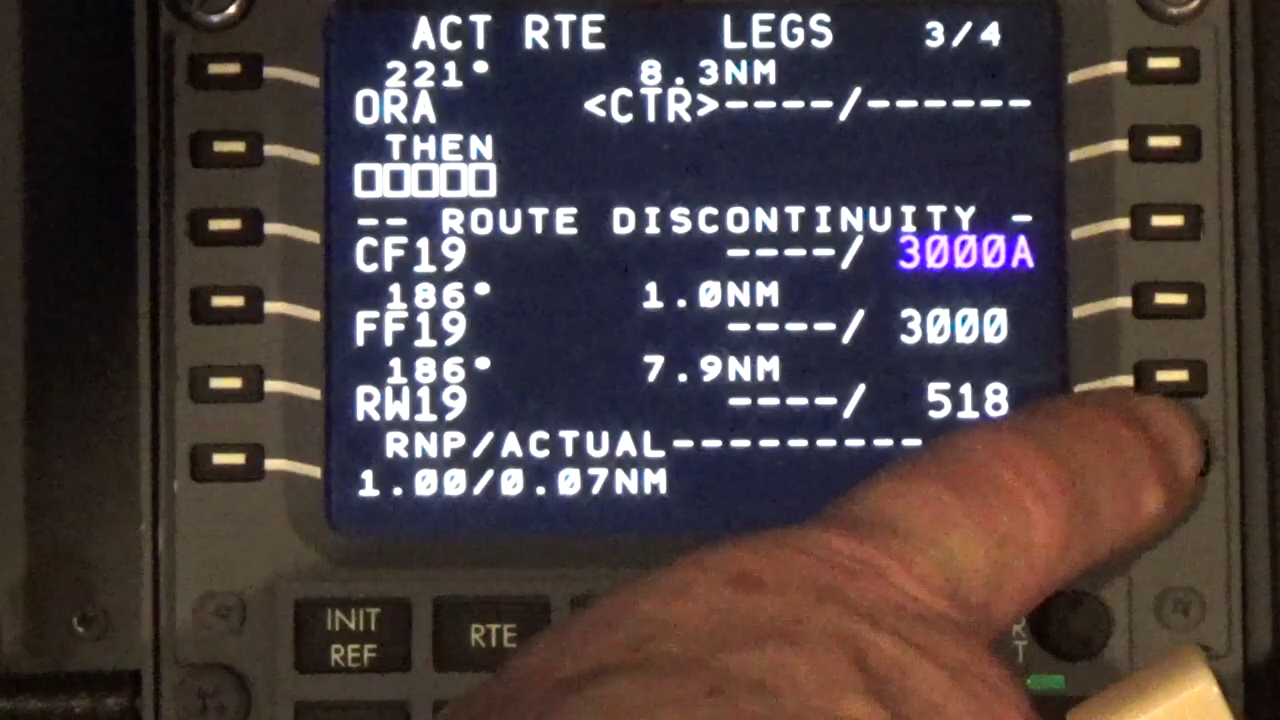 ACT RTE LEGS 3/4
221° 8.3NM
ORA <CTR>----/------
THEN
□□□□□
-- ROUTE DISCONTINUITY -
CF19 ----/ 3000A
186° 1.0NM
FF19 ----/ 3000
186° 7.9NM
RW19 ----/ 518
RNP/ACTUAL---------
1.00/0.07NM
INIT REF
RTE